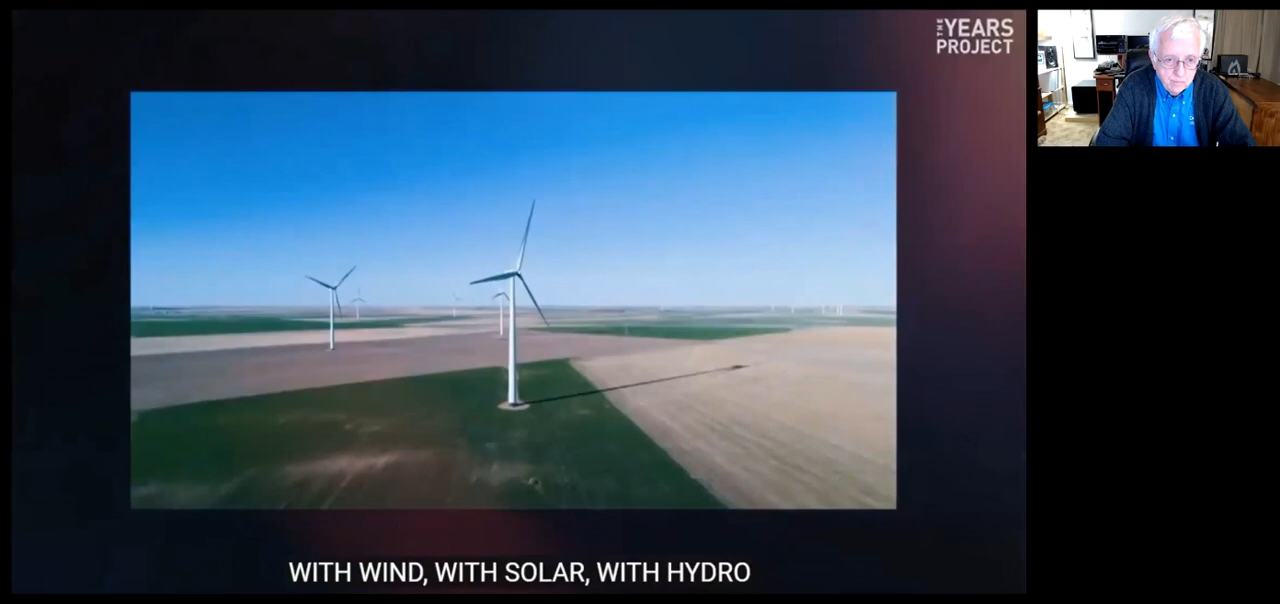 THE YEARS
PROJECT
WITH WIND, WITH SOLAR, WITH HYDRO